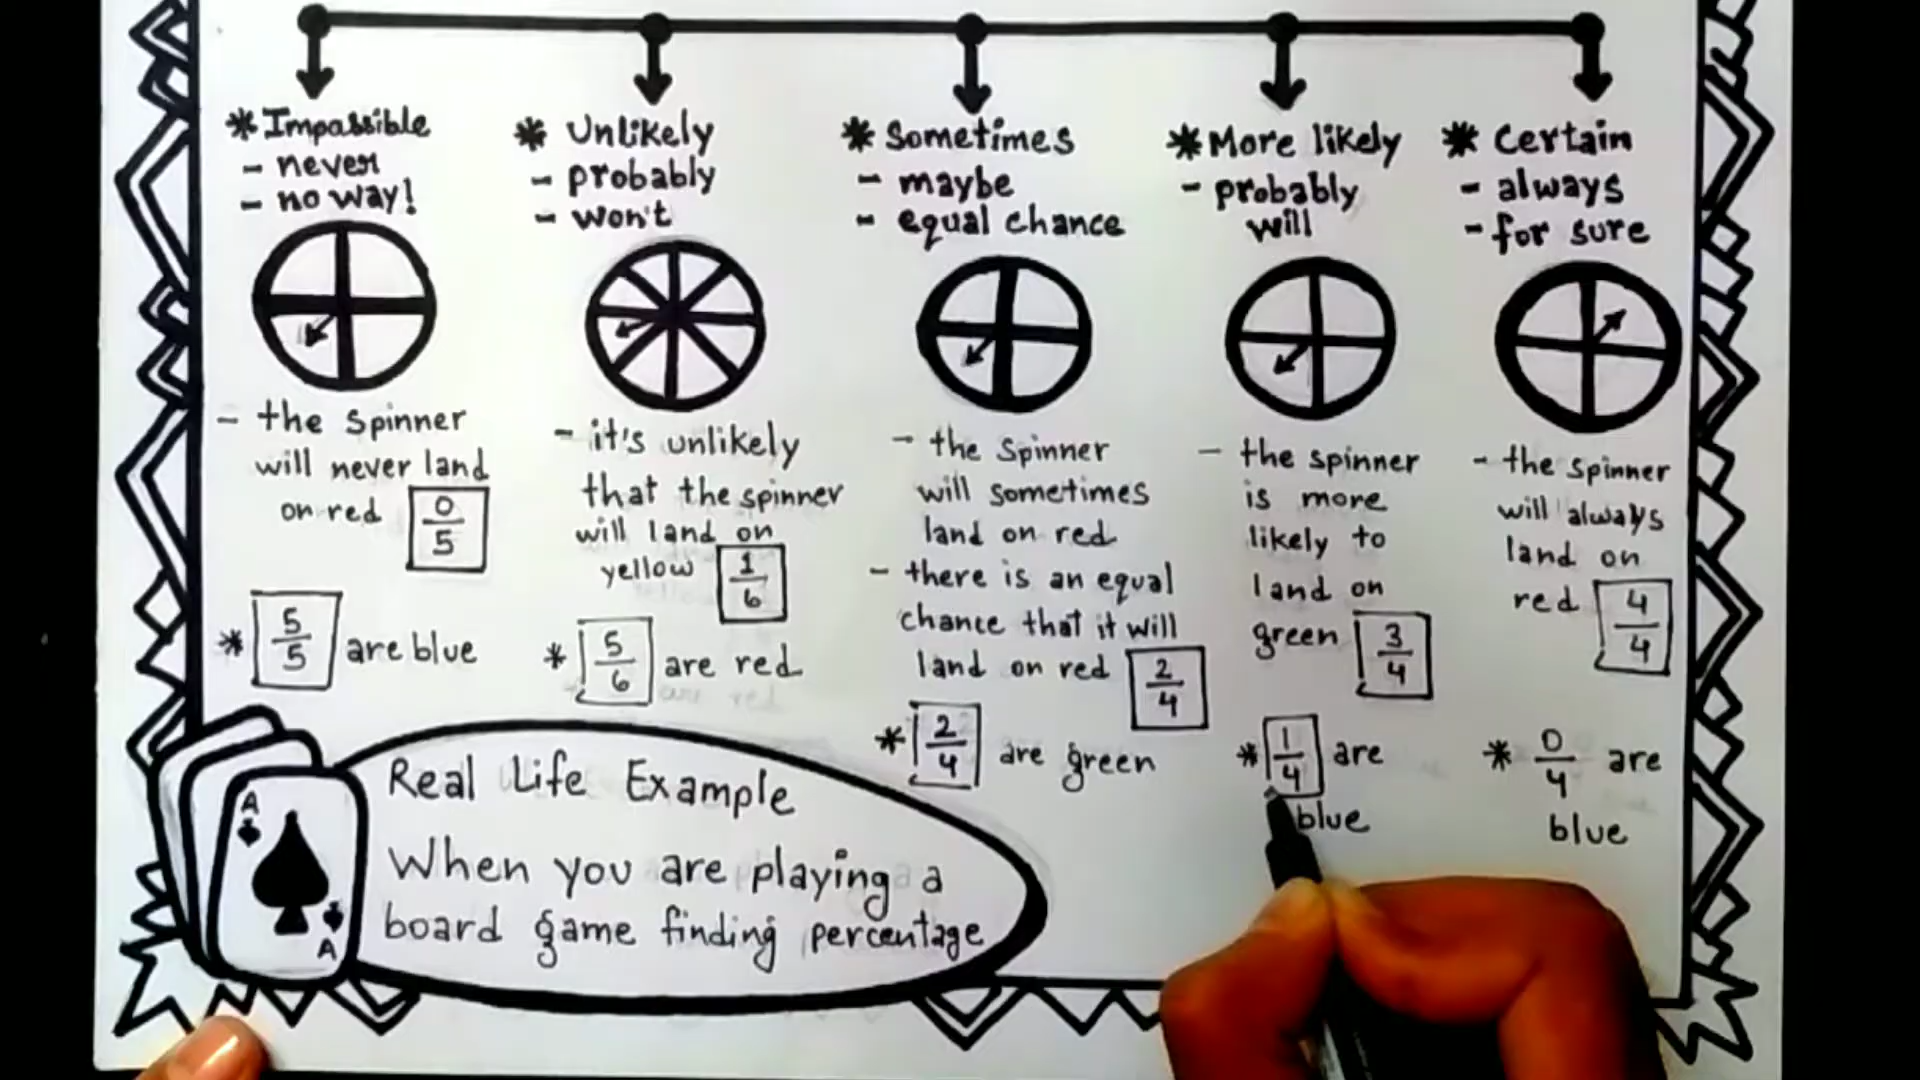 * Impassible
- never
- no way!
- the spinner
will never land
on red 0/5
* 5/5 are blue
* Unlikely
- probably
- won't
- it's unlikely
that the spinner
will land on
yellow 1/6
* 5/6 are red
* Sometimes
- maybe
- equal chance
- the spinner
will sometimes
land on red
- there is an equal
chance that it will
land on red 2/4
* 2/4 are green
* More likely
- probably
will
- the spinner
is more
likely to
land on
green 3/4
* 1/4 are
blue
* Certain
- always
- for sure
- the spinner
will always
land on
red 4/4
* 0/4 are
blue
A
A
Real Life Example
When you are playing a
board game finding percentage